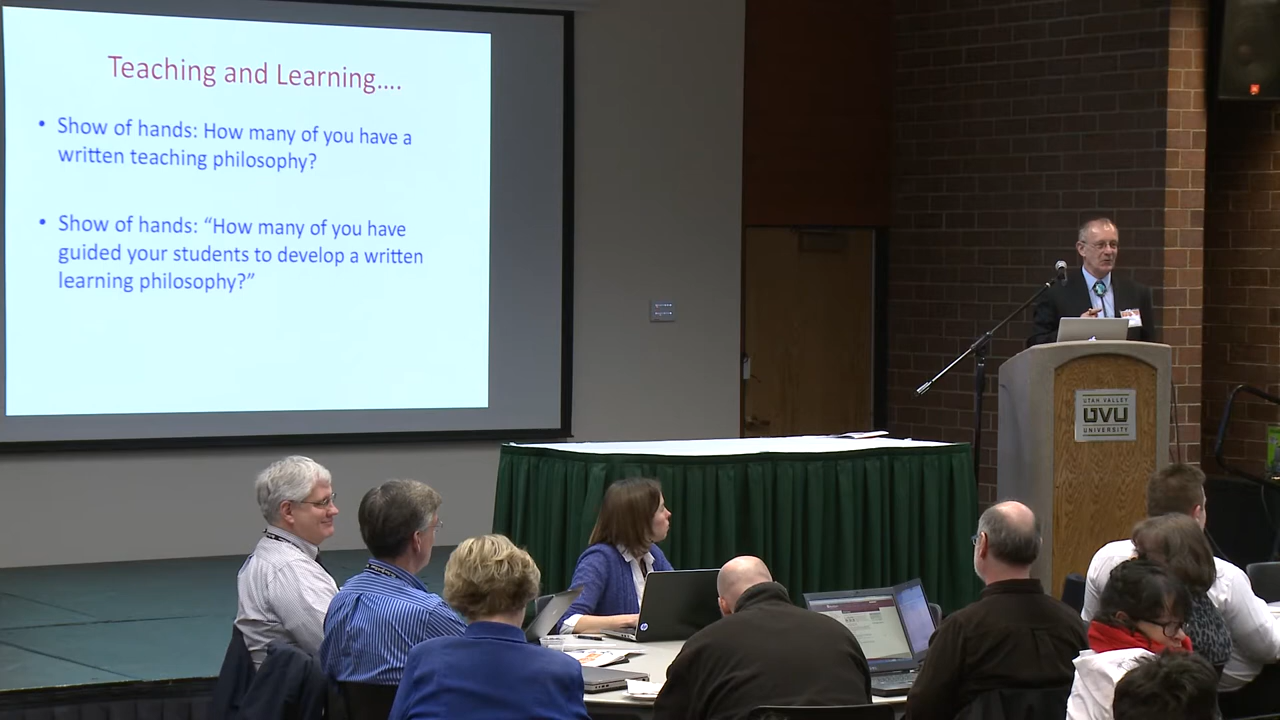 Teaching and Learning....
• Show of hands: How many of you have a
written teaching philosophy?
• Show of hands: “How many of you have
guided your students to develop a written
learning philosophy?”
UTAH VALLEY
UVU
UNIVERSITY